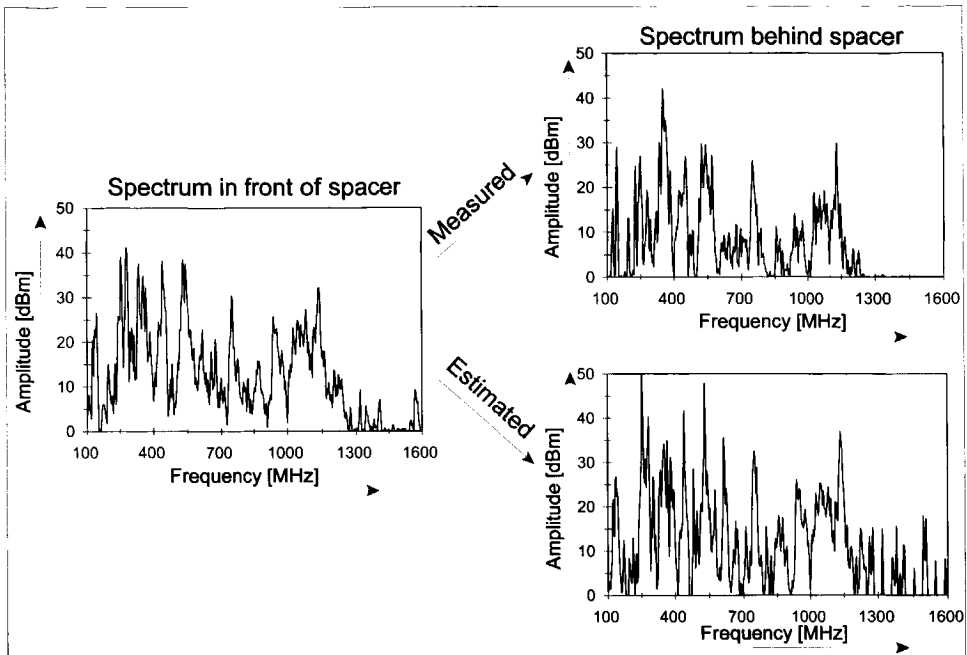 Spectrum behind spacer
50
40
30
20
10
0
Amplitude [dBm]
100 400 700 1000 1300 1600
Frequency [MHz]
Measured
Spectrum in front of spacer
50
40
30
20
10
0
Amplitude [dBm]
100 400 700 1000 1300 1600
Frequency [MHz]
Estimated
50
40
30
20
10
0
Amplitude [dBm]
100 400 700 1000 1300 1600
Frequency [MHz]